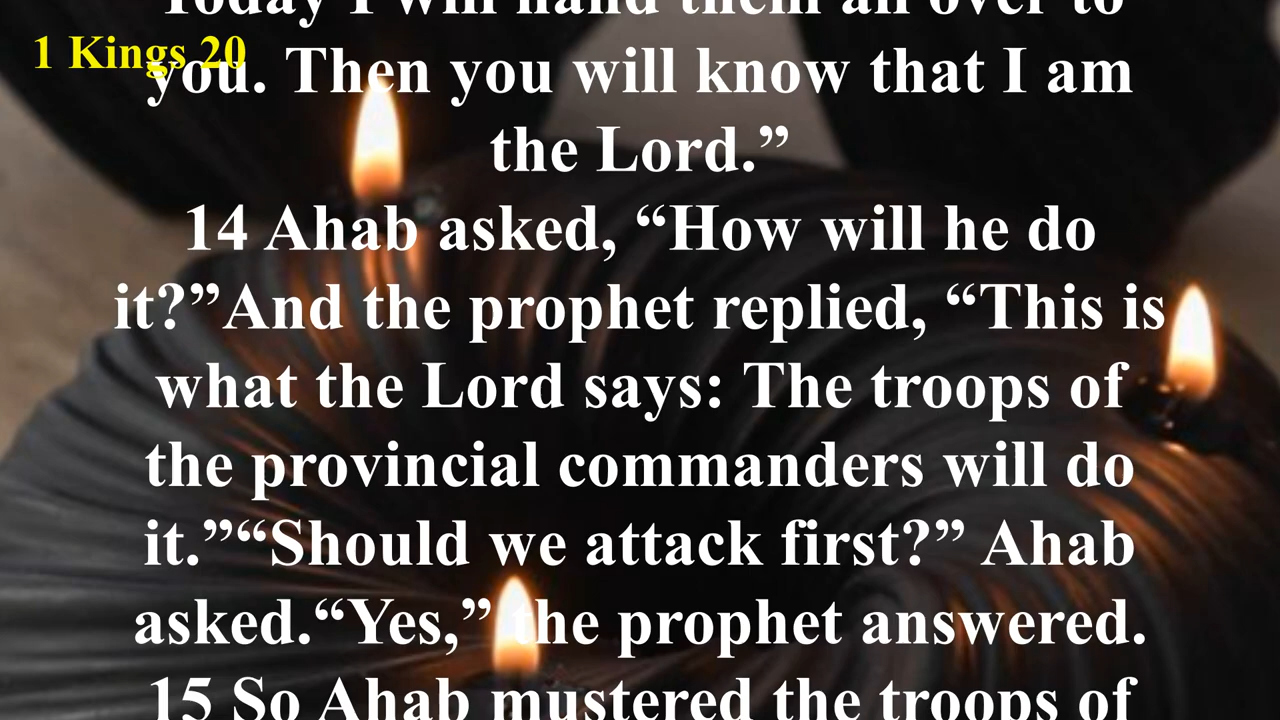 Today I will hand them all over to
1 Kings 20
you. Then you will know that I am
the Lord.”
14 Ahab asked, “How will he do
it?”And the prophet replied, “This is
what the Lord says: The troops of
the provincial commanders will do
it.”“Should we attack first?” Ahab
asked.“Yes,” the prophet answered.
15 So Ahab mustered the troops of